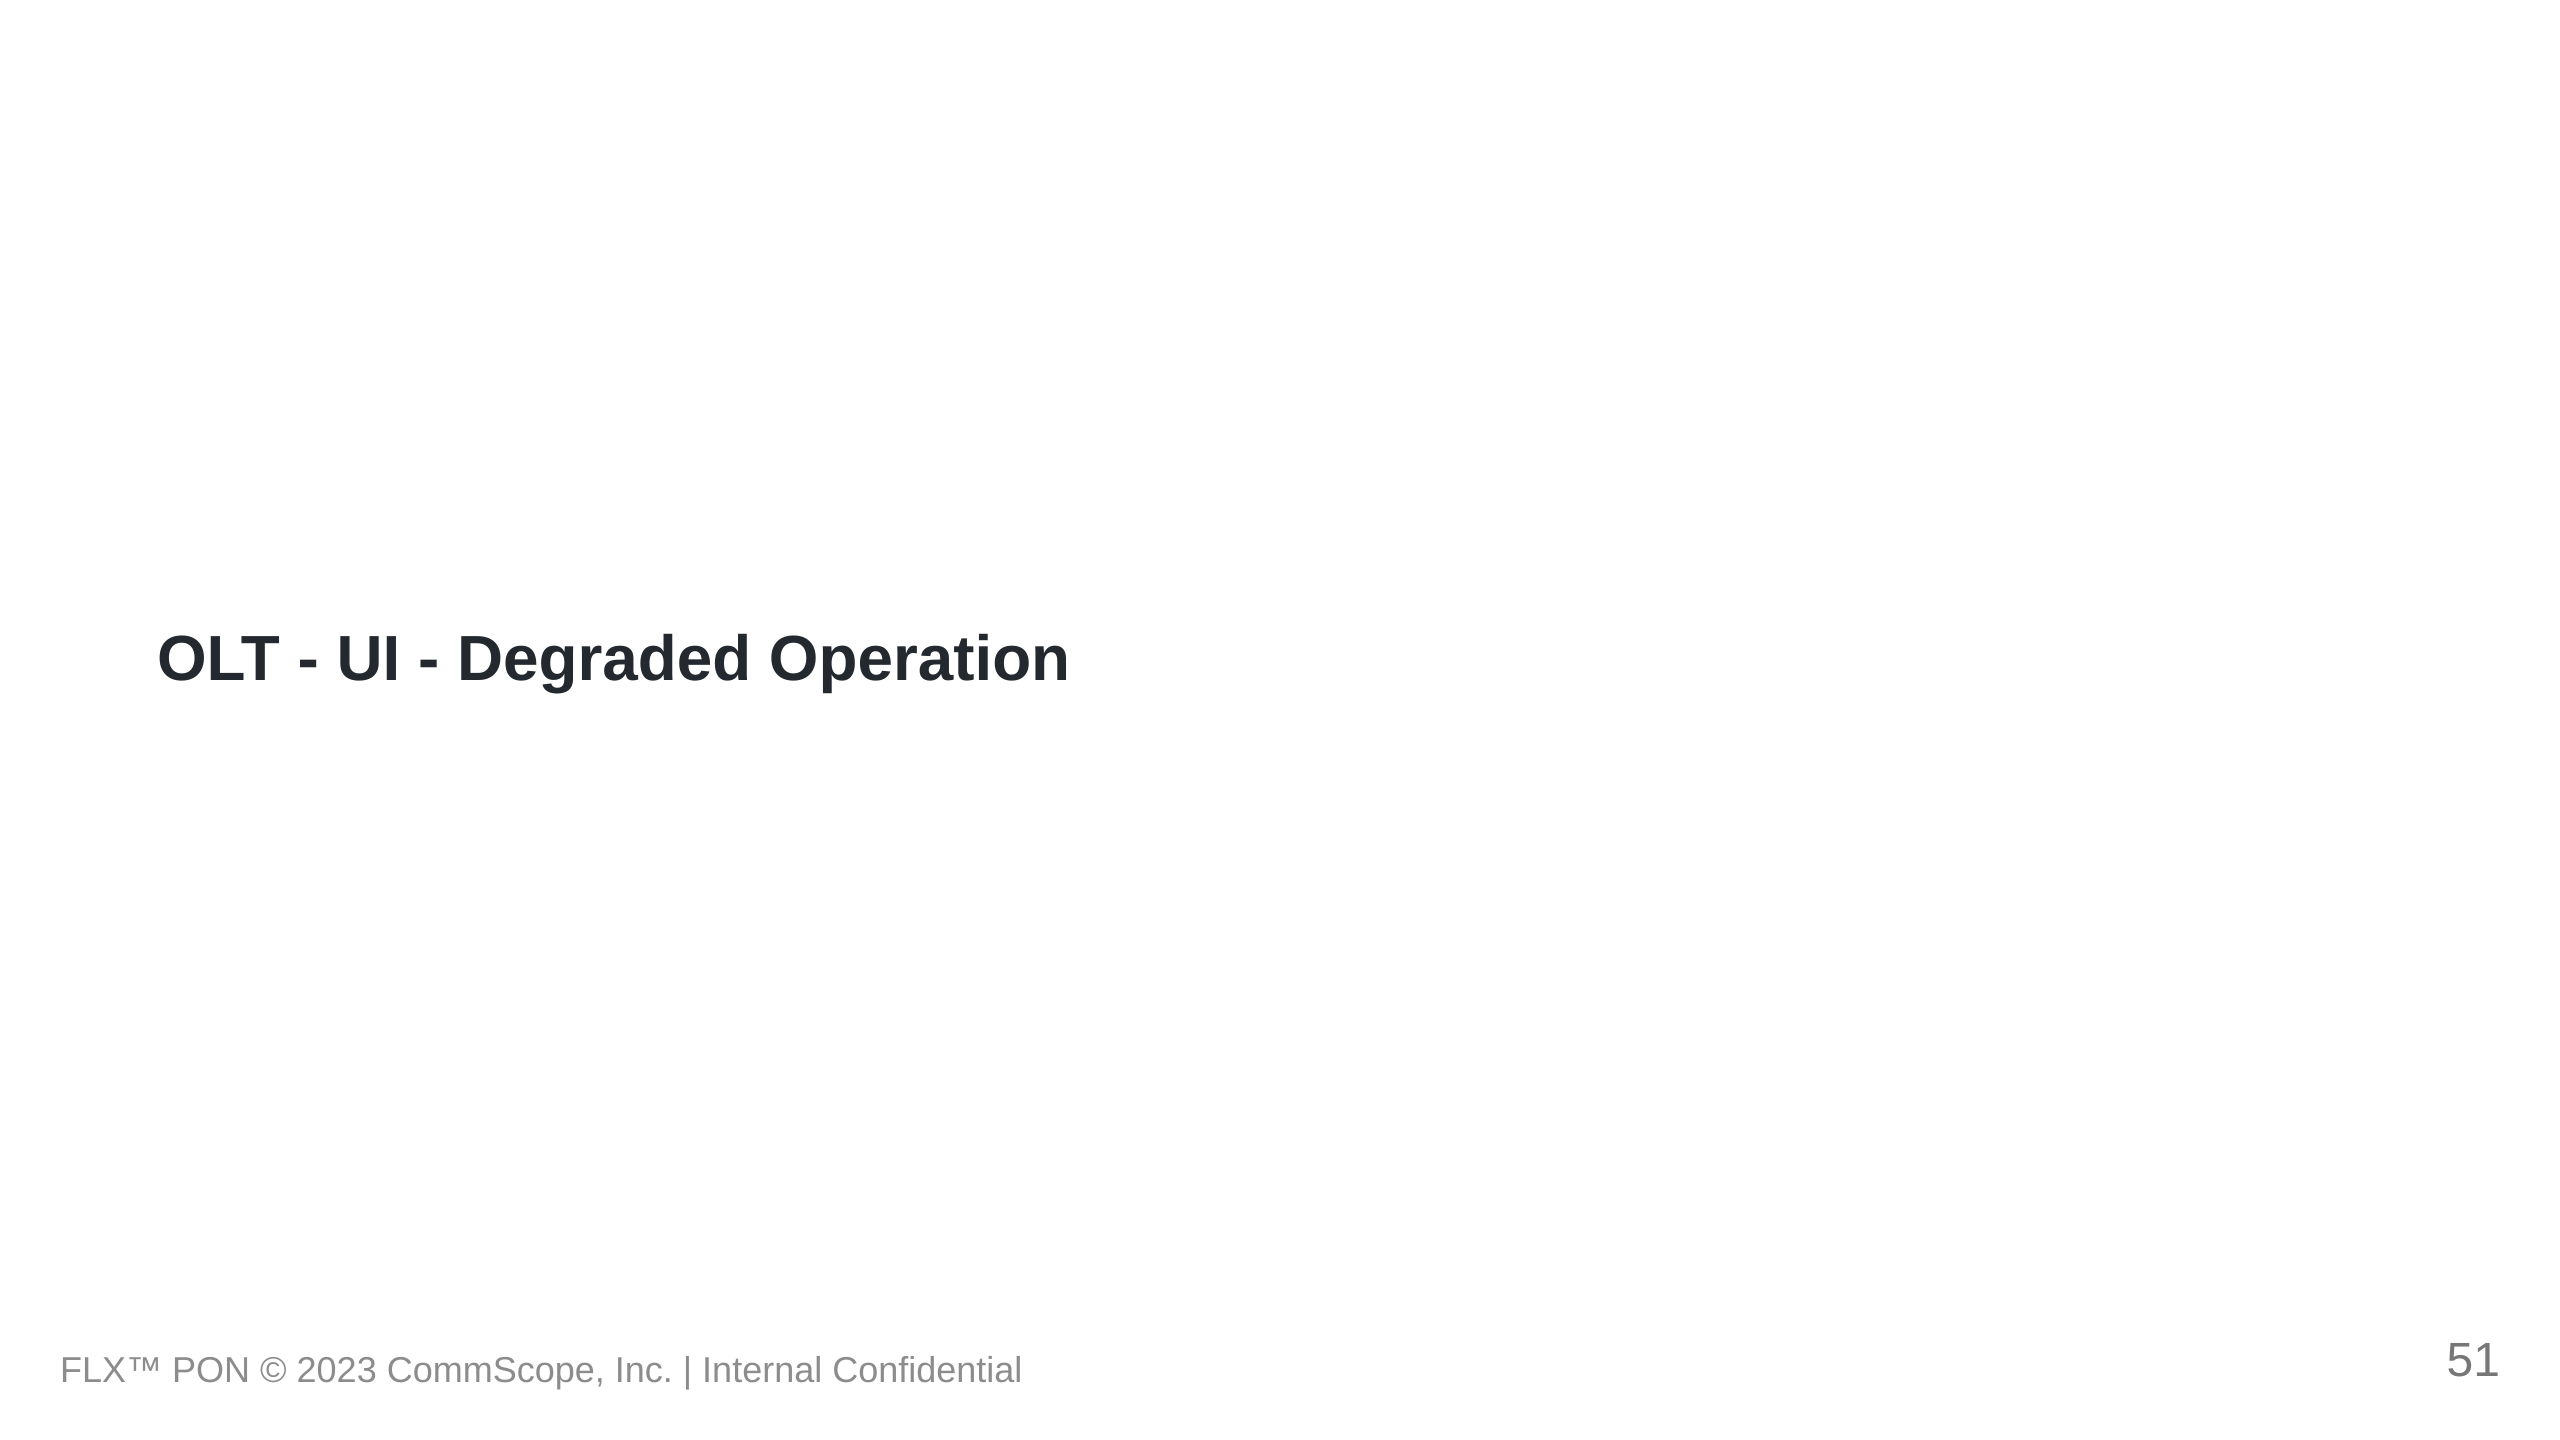 OLT - UI - Degraded Operation
FLX™ PON © 2023 CommScope, Inc. | Internal Confidential
51